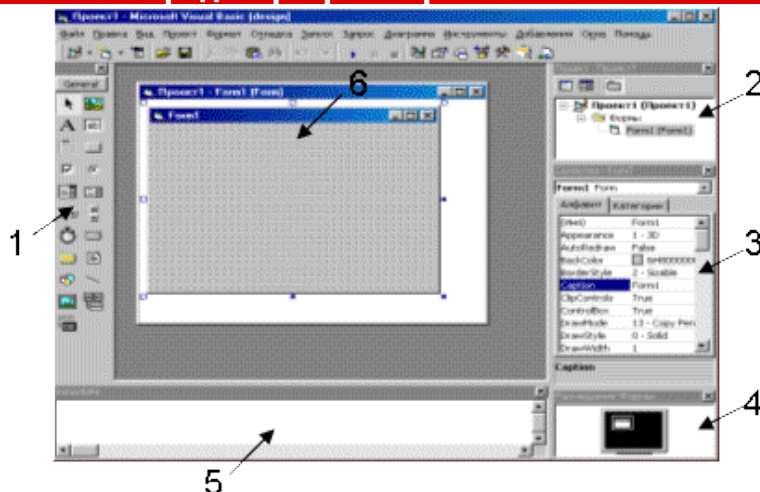 Проект1 - Microsoft Visual Basic [design]
Файл Правка Вид Проект Формат Отладка Запуск Запрос Диаграмма Инструменты Добавления Окно Помощь
General
Проект1 - Form1 (Form)
Form1
6
2
Проект1 (Проект1)
Формы
Form1 (Form1)
1
3
Form1 Form
Алфавит Категории
(Имя) Form1
Appearance 1 - 3D
AutoRedraw False
BackColor
BorderStyle 2 - Sizable
Caption Form1
ClipControls True
ControlBox True
DrawMode 13 - Copy Pen
DrawStyle 0 - Solid
DrawWidth 1
Caption
4
5